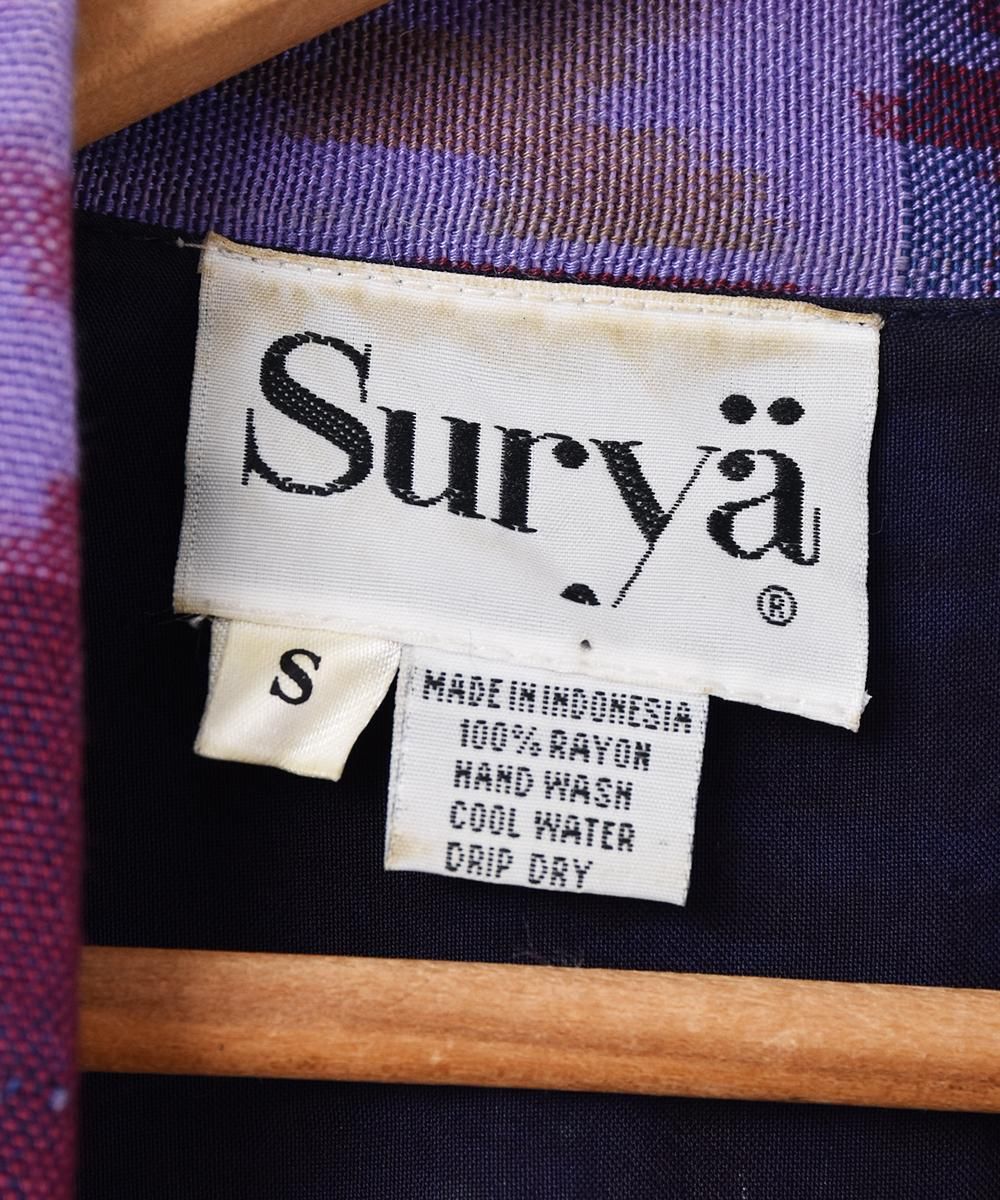 Suryä
®
S
MADE IN INDONESIA
100% RAYON
HAND WASH
COOL WATER
DRIP DRY